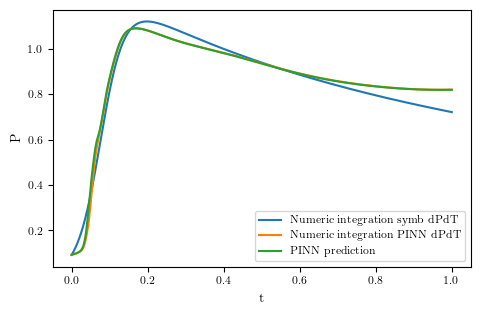 1.0
0.8
0.6
0.4
0.2
P
0.0 0.2 0.4 0.6 0.8 1.0
t
Numeric integration symb dPdT
Numeric integration PINN dPdT
PINN prediction